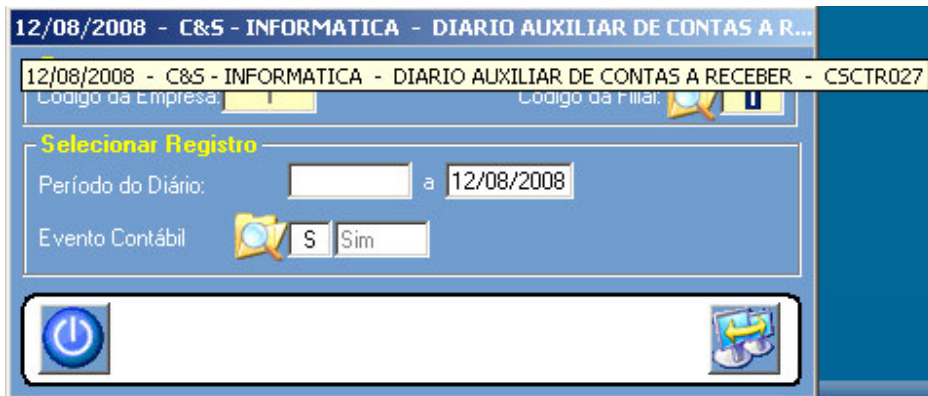 12/08/2008 - C&S - INFORMATICA - DIARIO AUXILIAR DE CONTAS A R...
12/08/2008 - C&S - INFORMATICA - DIARIO AUXILIAR DE CONTAS A RECEBER - CSCTR027
Código da Empresa: 1 Código da Filial:
Selecionar Registro
Período do Diário: a 12/08/2008
Evento Contábil S Sim